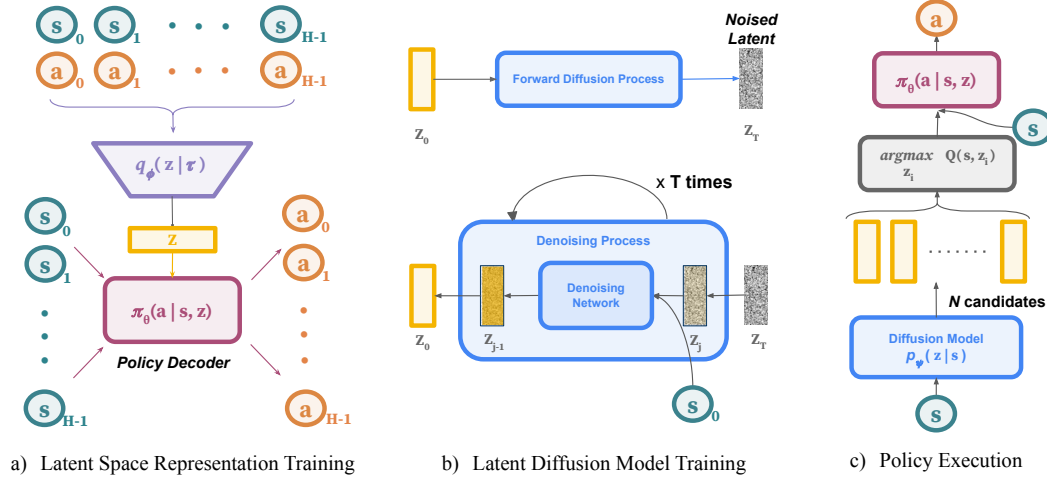 s0 s1 • • • • sH-1
a0 a1 • • • • aH-1
qϕ( z | τ )
z
s0
s1
•
•
•
sH-1
πθ(a | s, z)
Policy Decoder
a0
a1
•
•
•
aH-1
a) Latent Space Representation Training
Noised
Latent
Forward Diffusion Process
Z0
ZT
x T times
Denoising Process
Denoising
Network
Z0
Zj-1
Zj
ZT
s0
b) Latent Diffusion Model Training
a
πθ(a | s, z)
s
argmax Q(s, zi)
zi
........
N candidates
Diffusion Model
pψ( z | s )
s
c) Policy Execution